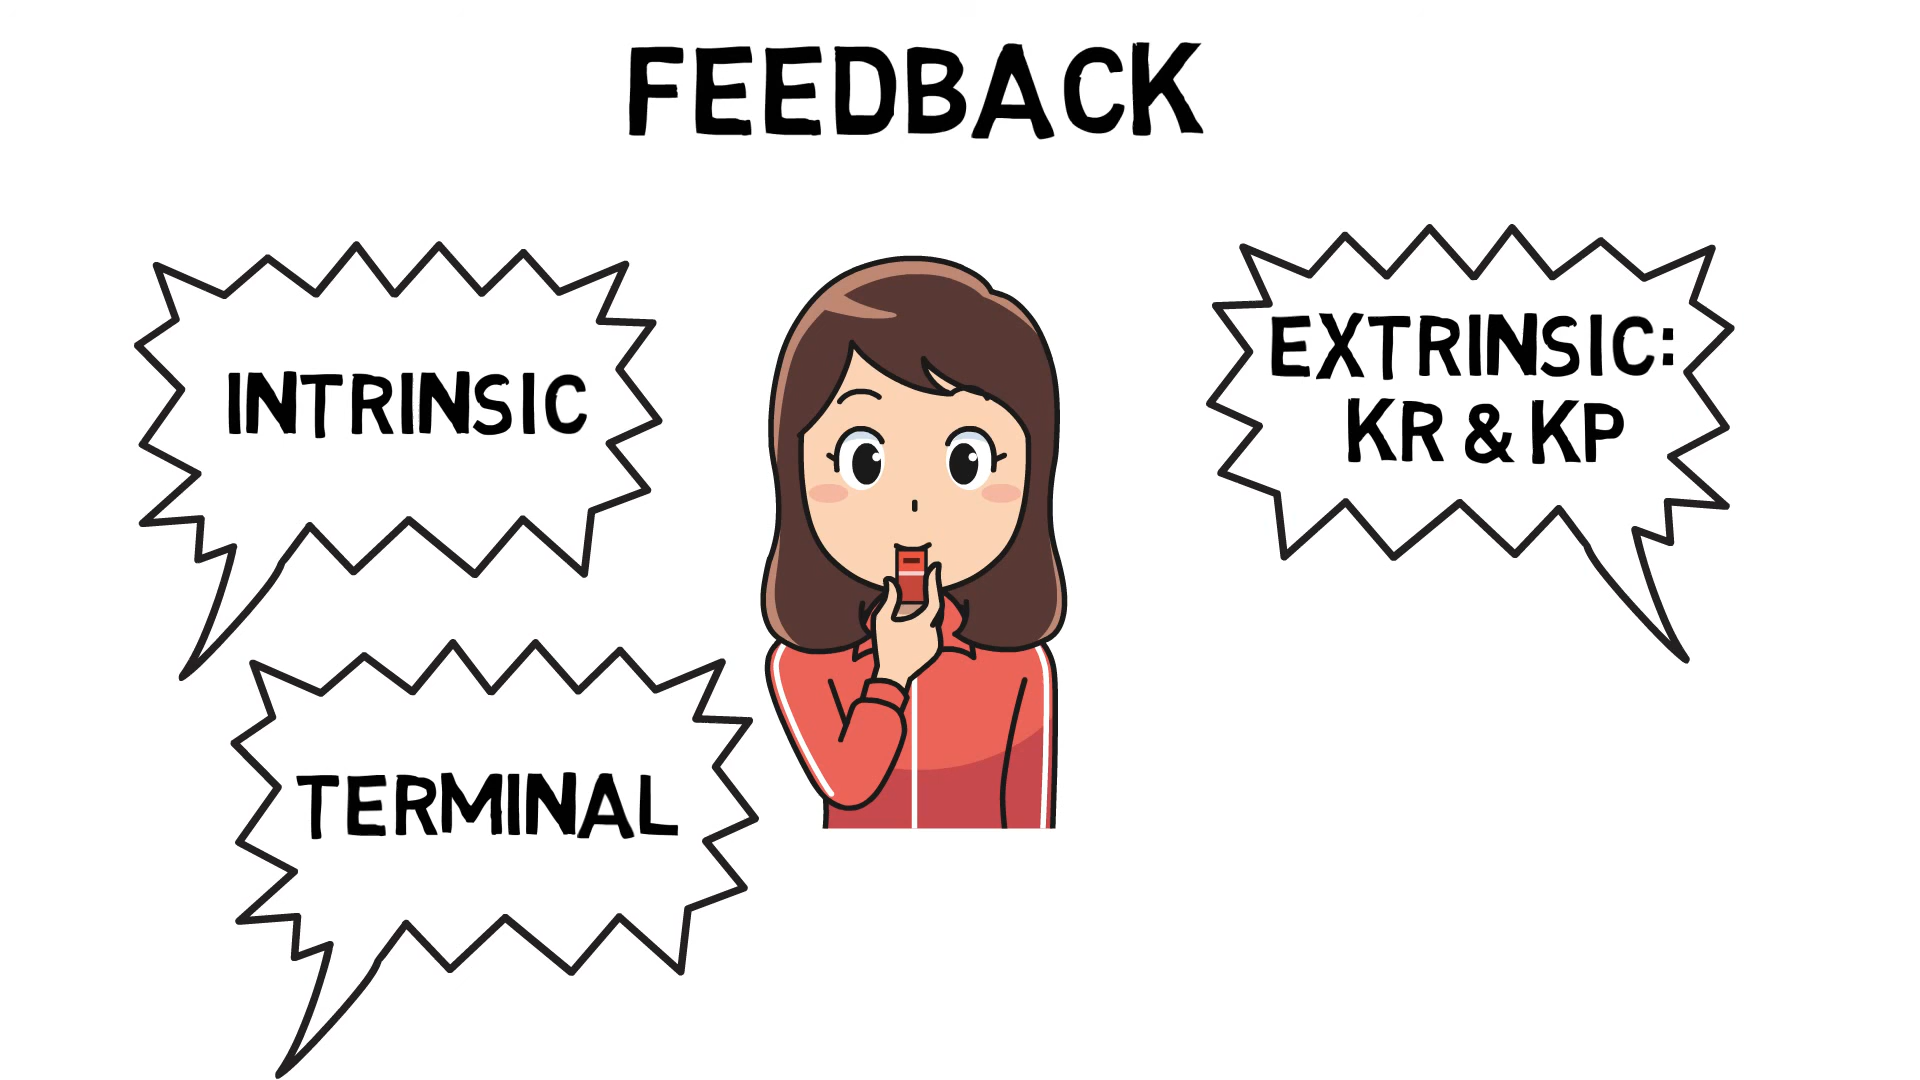 FEEDBACK
INTRINSIC
EXTRINSIC:
KR & KP
TERMINAL